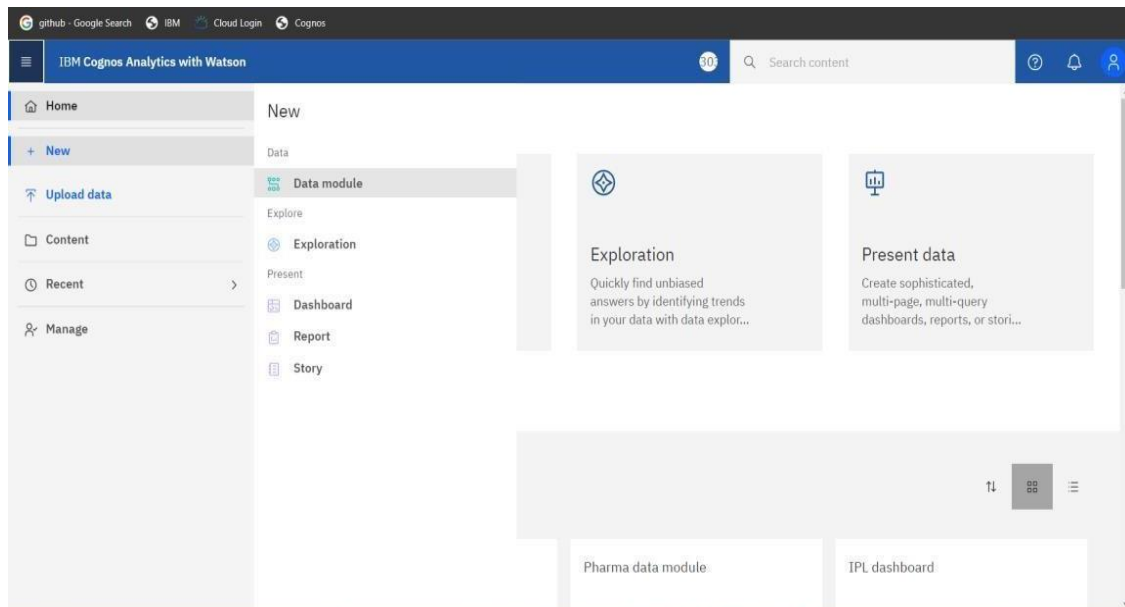 github - Google Search IBM Cloud Login Cognos
IBM Cognos Analytics with Watson
Search content
Home
New
Upload data
Content
Recent
Manage
New
Data
Data module
Explore
Exploration
Present
Dashboard
Report
Story
Exploration
Quickly find unbiased
answers by identifying trends
in your data with data explor...
Present data
Create sophisticated,
multi-page, multi-query
dashboards, reports, or stori...
Pharma data module
IPL dashboard